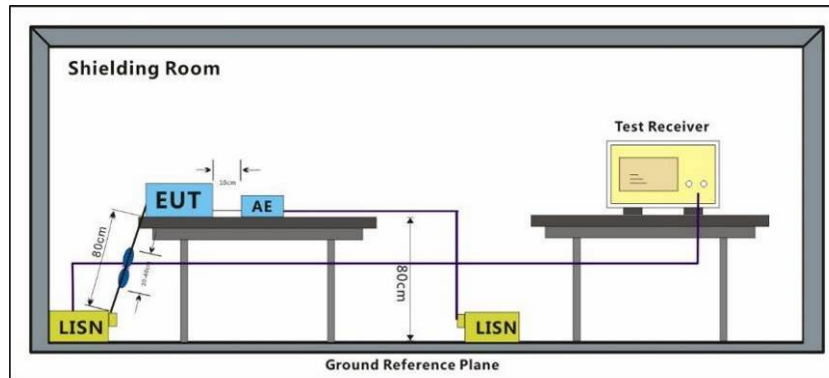 Shielding Room
Test Receiver
10cm
EUT
AE
80cm
80cm
LISN
LISN
Ground Reference Plane